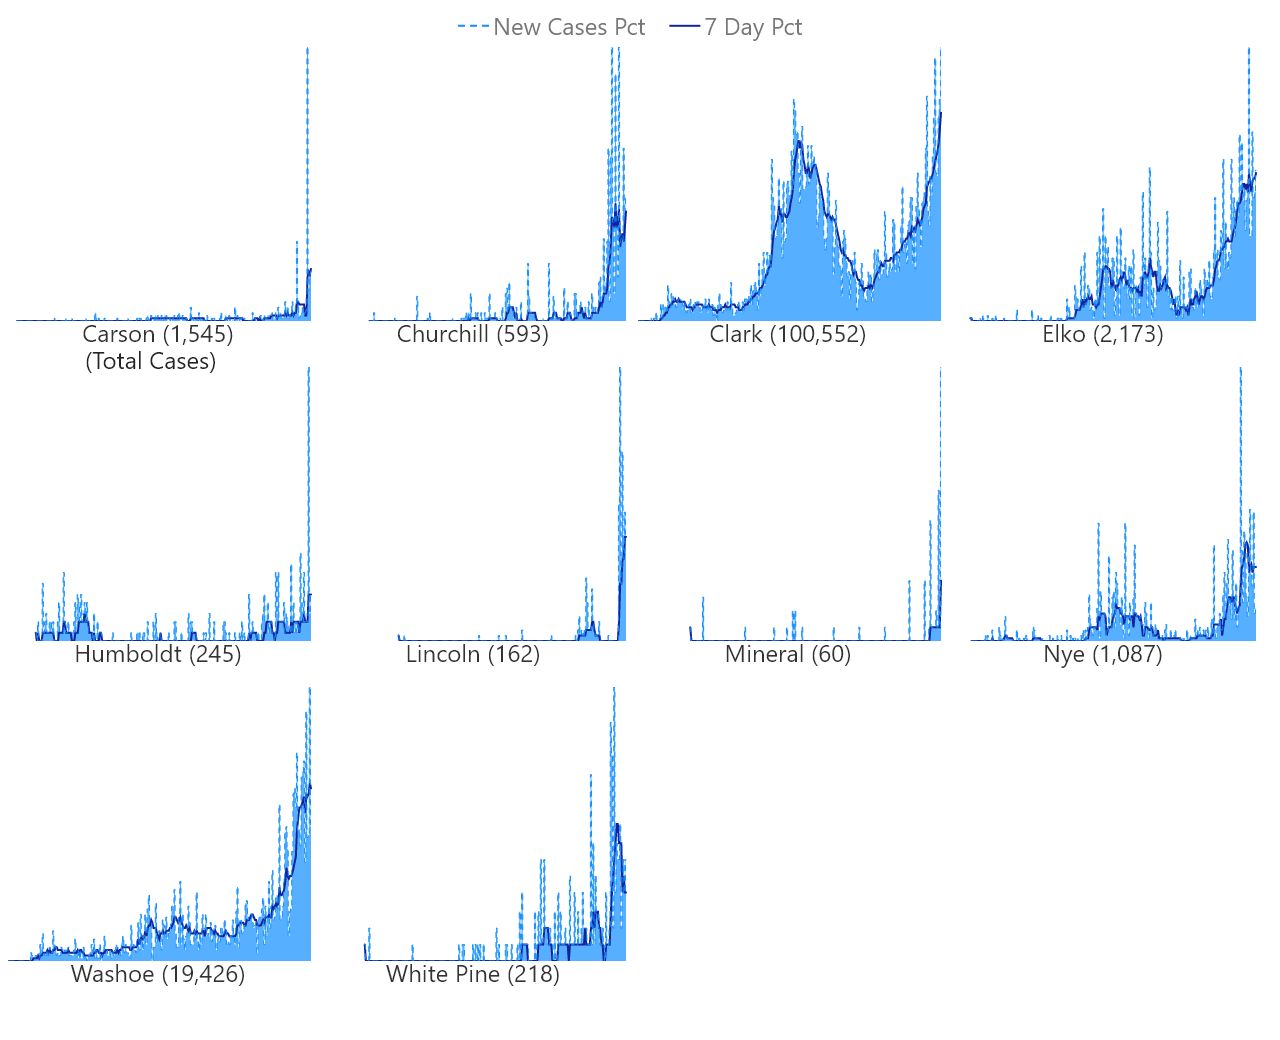 New Cases Pct 7 Day Pct
Carson (1,545)
(Total Cases)
Churchill (593)
Clark (100,552)
Elko (2,173)
Humboldt (245)
Lincoln (162)
Mineral (60)
Nye (1,087)
Washoe (19,426)
White Pine (218)